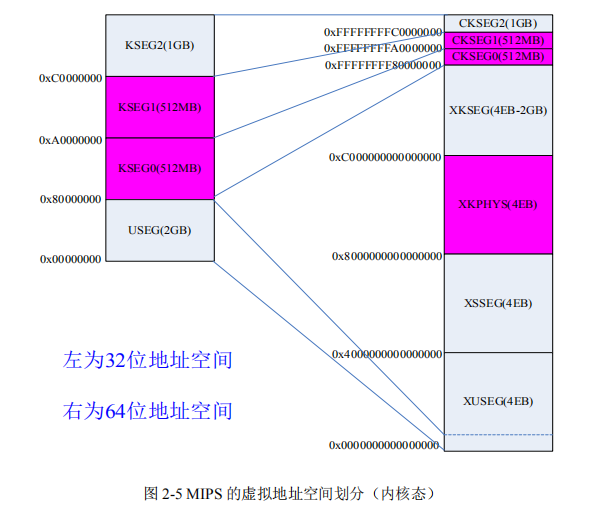 KSEG2(1GB)
0xC0000000
KSEG1(512MB)
0xA0000000
KSEG0(512MB)
0x80000000
USEG(2GB)
0x00000000
CKSEG2(1GB)
0xFFFFFFFFC0000000
CKSEG1(512MB)
0xFFFFFFFFA0000000
CKSEG0(512MB)
0xFFFFFFFF80000000
XKSEG(4EB-2GB)
0xC000000000000000
XKPHYS(4EB)
0x8000000000000000
XSSEG(4EB)
0x4000000000000000
XUSEG(4EB)
0x0000000000000000
左为32位地址空间
右为64位地址空间
图 2-5 MIPS 的虚拟地址空间划分（内核态）